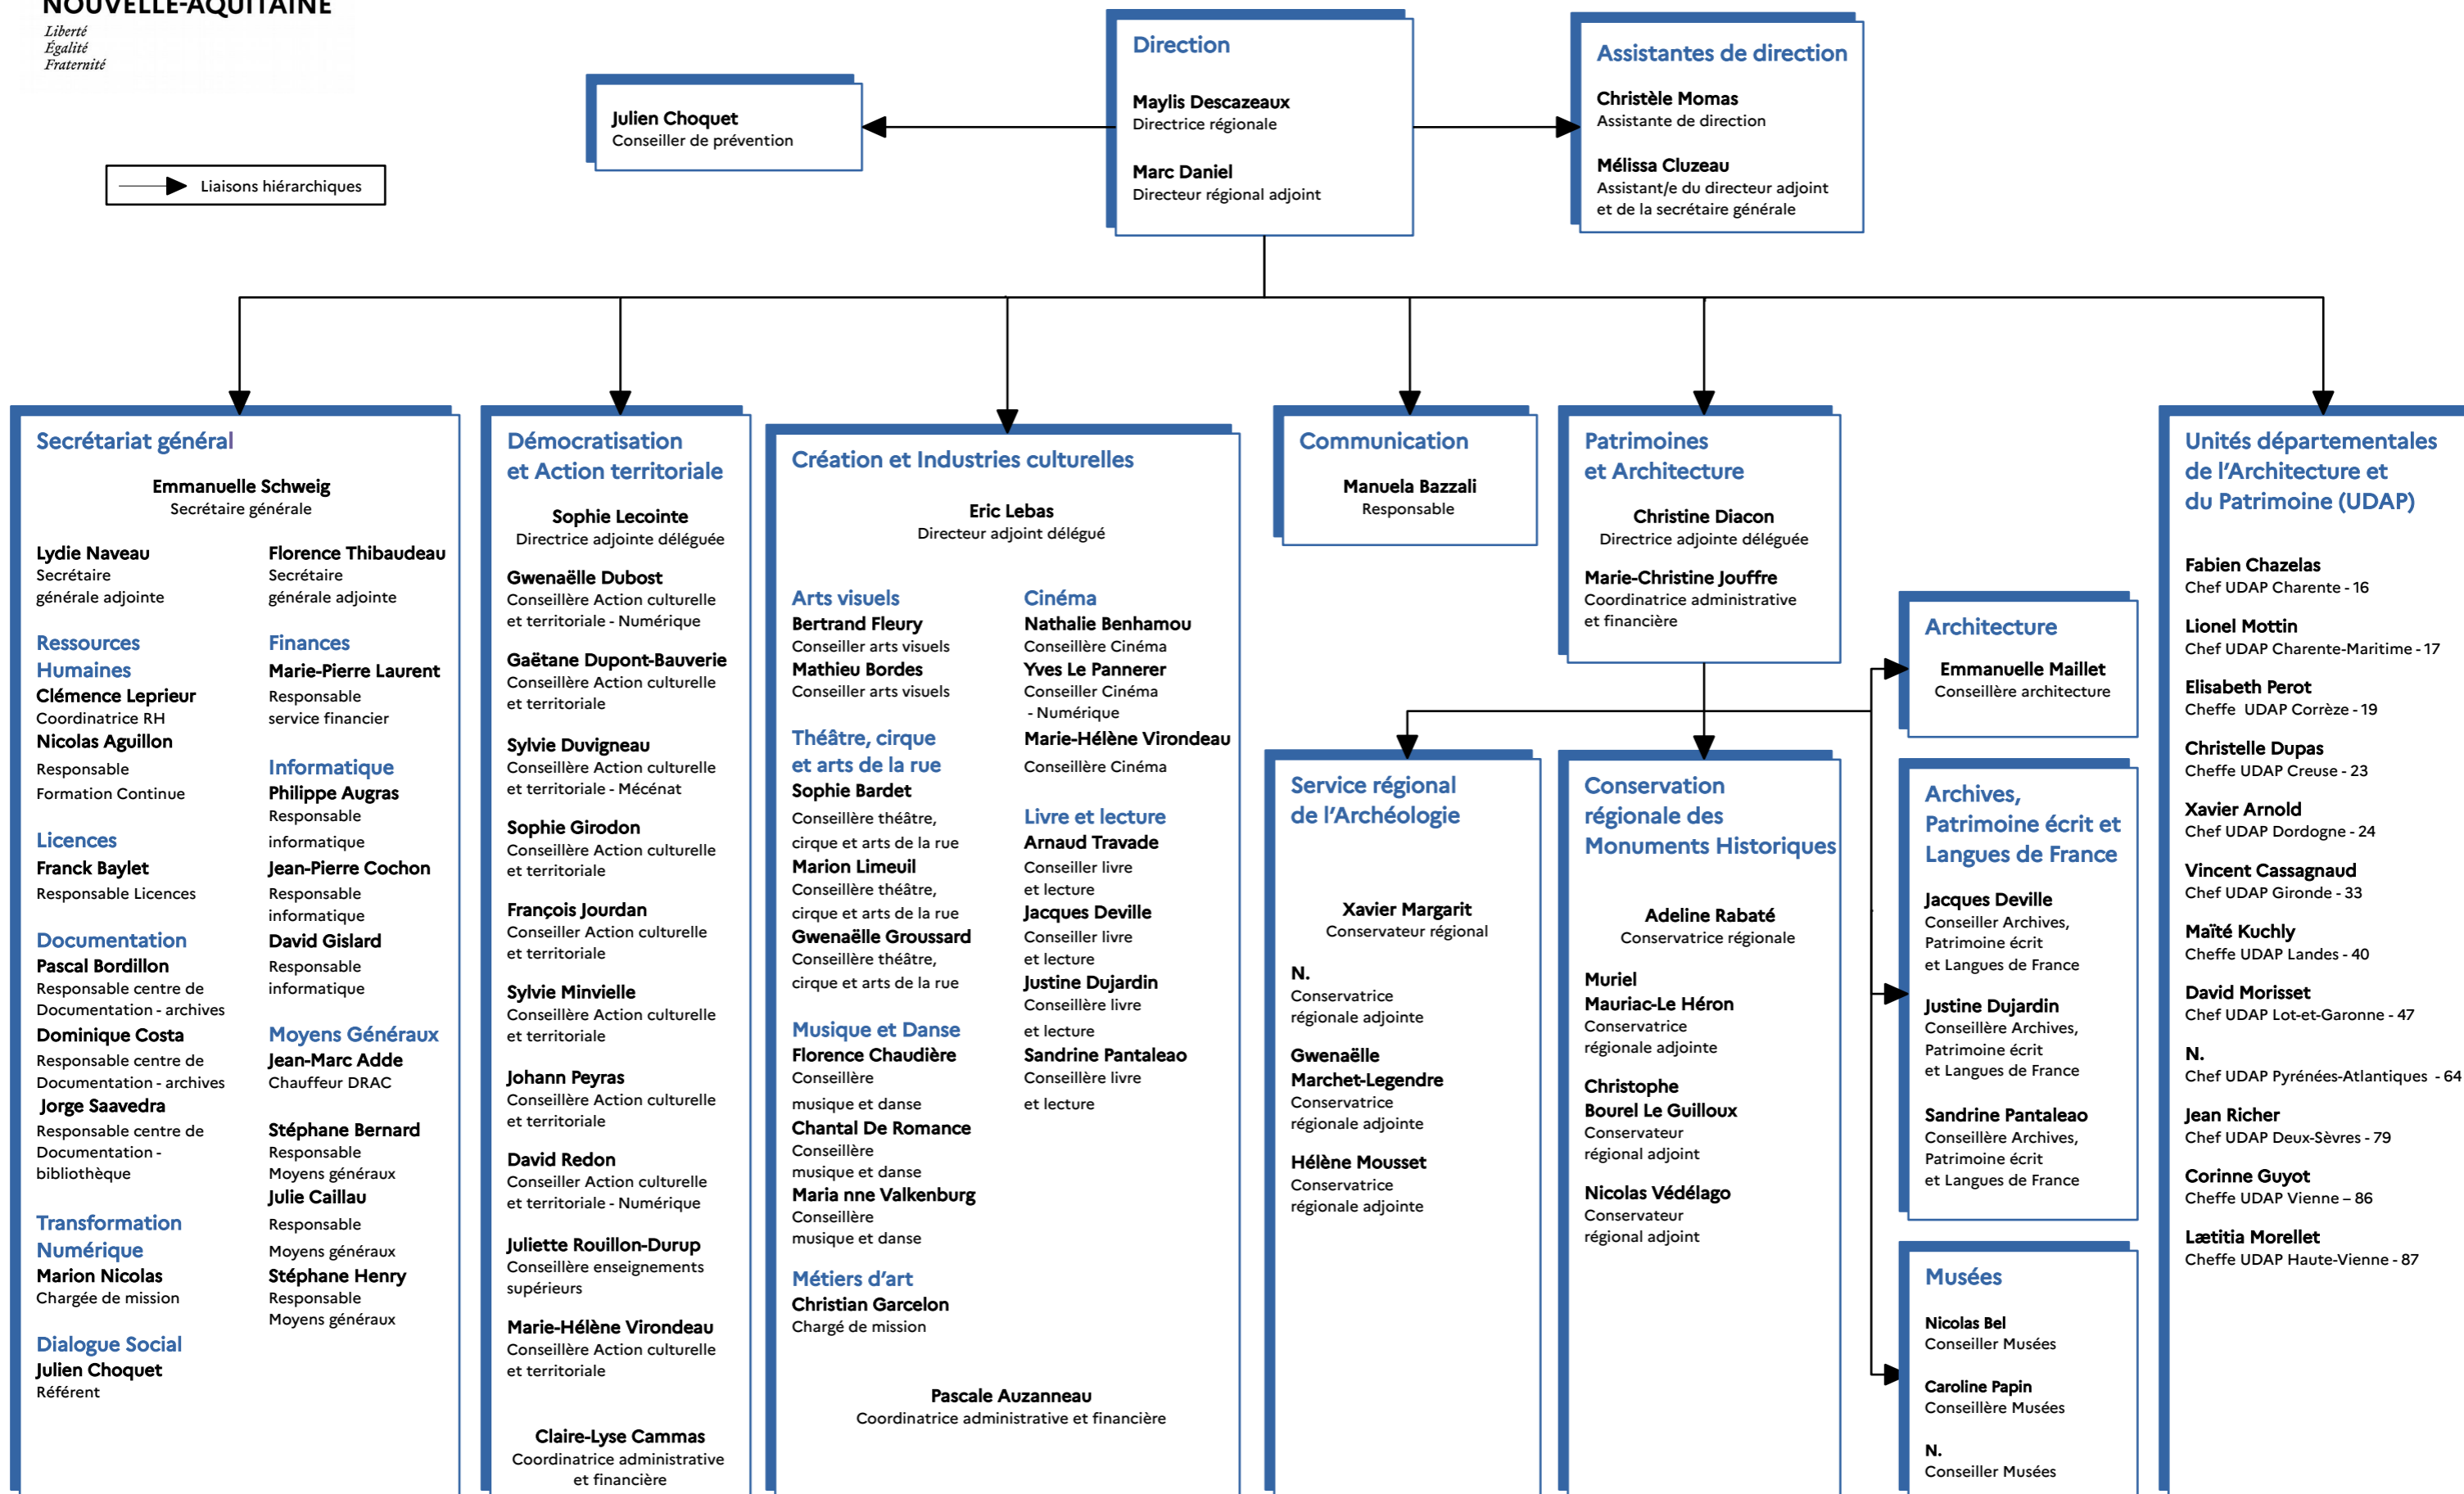 NOUVELLE-AQUITAINE
Liberté
Égalité
Fraternité
Liaisons hiérarchiques
Julien Choquet
Conseiller de prévention
Direction
Maylis Descazeaux
Directrice régionale
Marc Daniel
Directeur régional adjoint
Assistantes de direction
Christèle Momas
Assistante de direction
Mélissa Cluzeau
Assistant/e du directeur adjoint
et de la secrétaire générale
Secrétariat général
Emmanuelle Schweig
Secrétaire générale
Lydie Naveau
Secrétaire
générale adjointe
Ressources
Humaines
Clémence Leprieur
Coordinatrice RH
Nicolas Aguillon
Responsable
Formation Continue
Licences
Franck Baylet
Responsable Licences
Documentation
Pascal Bordillon
Responsable centre de
Documentation - archives
Dominique Costa
Responsable centre de
Documentation - archives
Jorge Saavedra
Responsable centre de
Documentation -
bibliothèque
Transformation
Numérique
Marion Nicolas
Chargée de mission
Dialogue Social
Julien Choquet
Référent
Florence Thibaudeau
Secrétaire
générale adjointe
Finances
Marie-Pierre Laurent
Responsable
service financier
Informatique
Philippe Augras
Responsable
informatique
Jean-Pierre Cochon
Responsable
informatique
David Gislard
Responsable
informatique
Moyens Généraux
Jean-Marc Adde
Chauffeur DRAC
Stéphane Bernard
Responsable
Moyens généraux
Julie Caillau
Responsable
Moyens généraux
Stéphane Henry
Responsable
Moyens généraux
Démocratisation
et Action territoriale
Sophie Lecointe
Directrice adjointe déléguée
Gwenaëlle Dubost
Conseillère Action culturelle
et territoriale - Numérique
Gaëtane Dupont-Bauverie
Conseillère Action culturelle
et territoriale
Sylvie Duvigneau
Conseillère Action culturelle
et territoriale - Mécénat
Sophie Girodon
Conseillère Action culturelle
et territoriale
François Jourdan
Conseiller Action culturelle
et territoriale
Sylvie Minvielle
Conseillère Action culturelle
et territoriale
Johann Peyras
Conseillère Action culturelle
et territoriale
David Redon
Conseiller Action culturelle
et territoriale - Numérique
Juliette Rouillon-Durup
Conseillère enseignements
supérieurs
Marie-Hélène Virondeau
Conseillère Action culturelle
et territoriale
Claire-Lyse Cammas
Coordinatrice administrative
et financière
Création et Industries culturelles
Eric Lebas
Directeur adjoint délégué
Arts visuels
Bertrand Fleury
Conseiller arts visuels
Mathieu Bordes
Conseiller arts visuels
Théâtre, cirque
et arts de la rue
Sophie Bardet
Conseillère théâtre,
cirque et arts de la rue
Marion Limeuil
Conseillère théâtre,
cirque et arts de la rue
Gwenaëlle Groussard
Conseillère théâtre,
cirque et arts de la rue
Musique et Danse
Florence Chaudière
Conseillère
musique et danse
Chantal De Romance
Conseillère
musique et danse
Maria nne Valkenburg
Conseillère
musique et danse
Métiers d’art
Christian Garcelon
Chargé de mission
Cinéma
Nathalie Benhamou
Conseillère Cinéma
Yves Le Pannerer
Conseiller Cinéma
- Numérique
Marie-Hélène Virondeau
Conseillère Cinéma
Livre et lecture
Arnaud Travade
Conseiller livre
et lecture
Jacques Deville
Conseiller livre
et lecture
Justine Dujardin
Conseillère livre
et lecture
Sandrine Pantaleao
Conseillère livre
et lecture
Pascale Auzanneau
Coordinatrice administrative et financière
Communication
Manuela Bazzali
Responsable
Patrimoines
et Architecture
Christine Diacon
Directrice adjointe déléguée
Marie-Christine Jouffre
Coordinatrice administrative
et financière
Service régional
de l’Archéologie
Xavier Margarit
Conservateur régional
N.
Conservatrice
régionale adjointe
Gwenaëlle
Marchet-Legendre
Conservatrice
régionale adjointe
Hélène Mousset
Conservatrice
régionale adjointe
Conservation
régionale des
Monuments Historiques
Adeline Rabaté
Conservatrice régionale
Muriel
Mauriac-Le Héron
Conservatrice
régionale adjointe
Christophe
Bourel Le Guilloux
Conservateur
régional adjoint
Nicolas Védélago
Conservateur
régional adjoint
Architecture
Emmanuelle Maillet
Conseillère architecture
Archives,
Patrimoine écrit et
Langues de France
Jacques Deville
Conseiller Archives,
Patrimoine écrit
et Langues de France
Justine Dujardin
Conseillère Archives,
Patrimoine écrit
et Langues de France
Sandrine Pantaleao
Conseillère Archives,
Patrimoine écrit
et Langues de France
Musées
Nicolas Bel
Conseiller Musées
Caroline Papin
Conseillère Musées
N.
Conseiller Musées
Unités départementales
de l’Architecture et
du Patrimoine (UDAP)
Fabien Chazelas
Chef UDAP Charente - 16
Lionel Mottin
Chef UDAP Charente-Maritime - 17
Elisabeth Perot
Cheffe UDAP Corrèze - 19
Christelle Dupas
Cheffe UDAP Creuse - 23
Xavier Arnold
Chef UDAP Dordogne - 24
Vincent Cassagnaud
Chef UDAP Gironde - 33
Maïté Kuchly
Cheffe UDAP Landes - 40
David Morisset
Chef UDAP Lot-et-Garonne - 47
N.
Chef UDAP Pyrénées-Atlantiques - 64
Jean Richer
Chef UDAP Deux-Sèvres - 79
Corinne Guyot
Cheffe UDAP Vienne – 86
Lætitia Morellet
Cheffe UDAP Haute-Vienne - 87